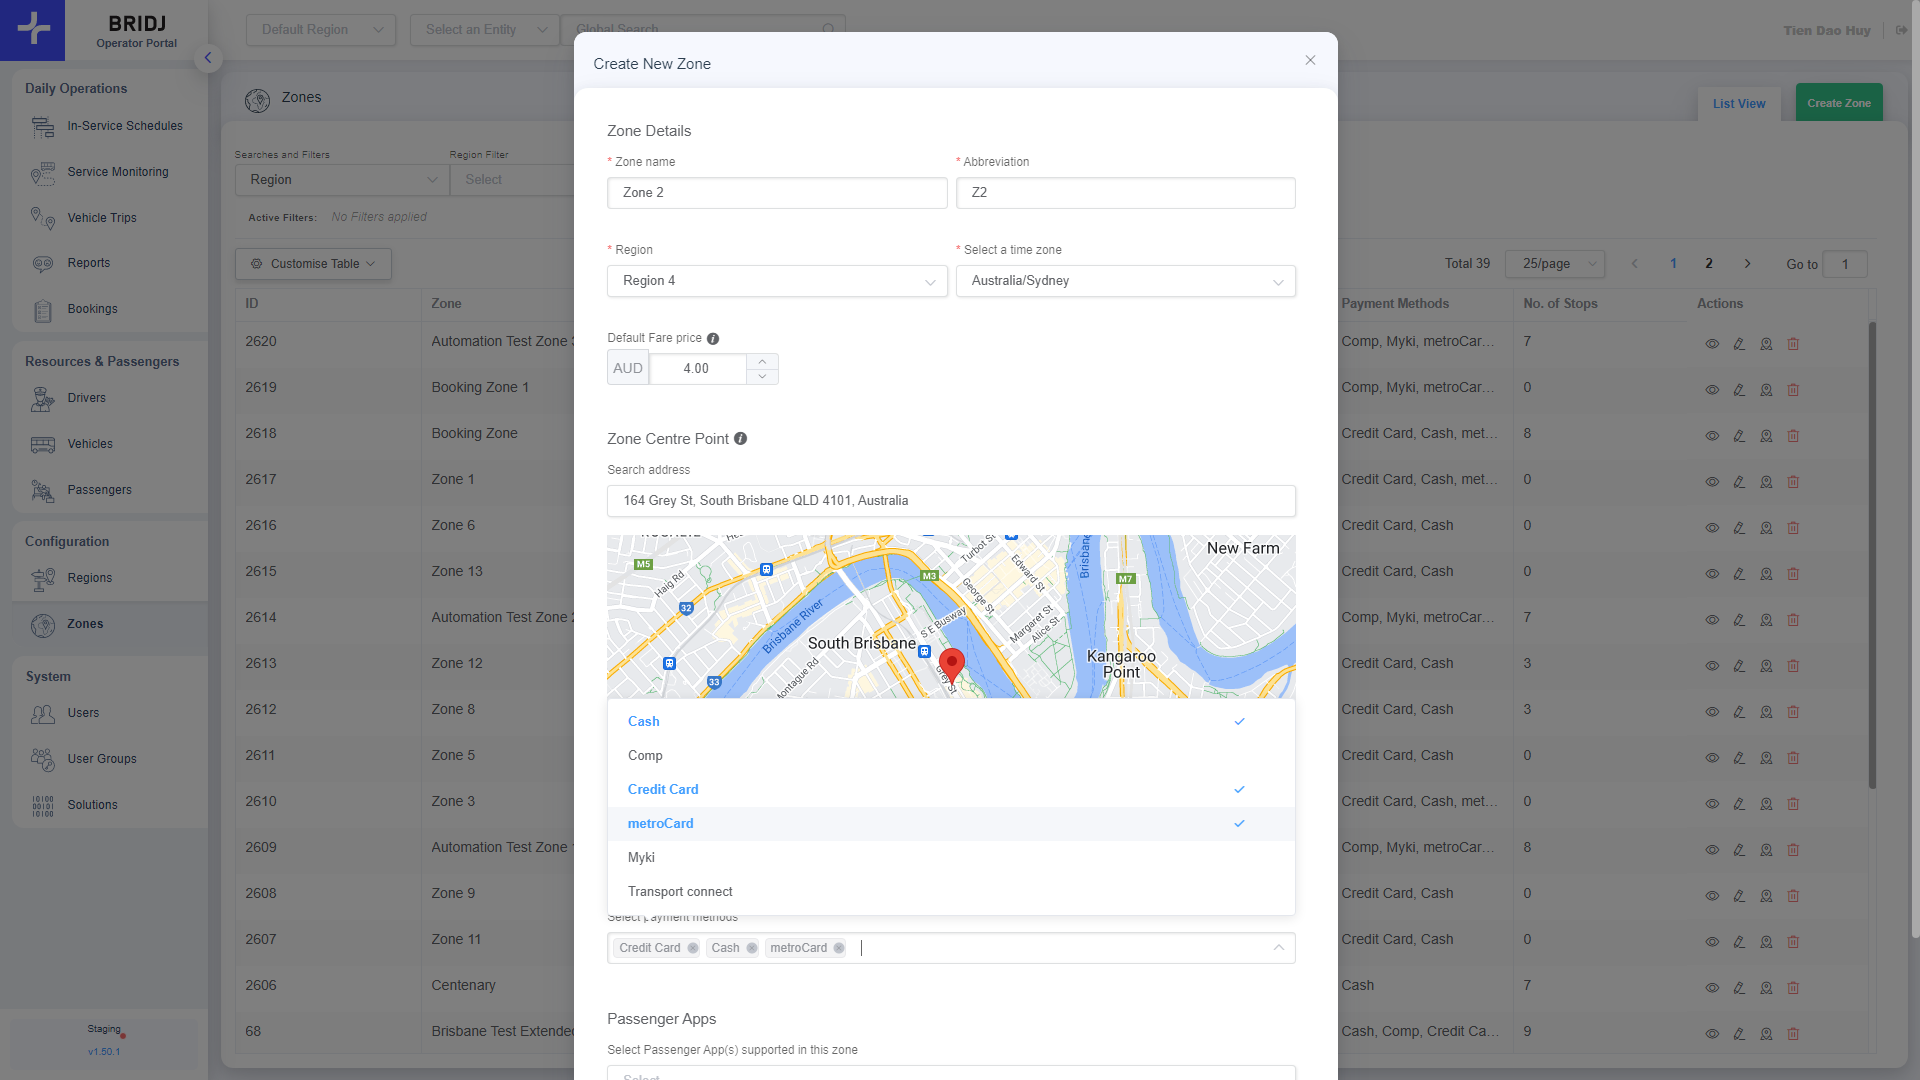 BRIDJ
Operator Portal
Default Region
Select an Entity
Global Search
Tien Dao Huy
Daily Operations
In-Service Schedules
Service Monitoring
Vehicle Trips
Reports
Bookings
Resources & Passengers
Drivers
Vehicles
Passengers
Configuration
Regions
Zones
System
Users
User Groups
Solutions
Staging
v1.50.1
Zones
List View
Create Zone
Searches and Filters
Region Filter
Region
Select
Active Filters: No Filters applied
Customise Table
Total 39
25/page
1
2
Go to
1
ID Zone Payment Methods No. of Stops Actions
2620 Automation Test Zone Comp, Myki, metroCar... 7
2619 Booking Zone 1 Comp, Myki, metroCar... 0
2618 Booking Zone Credit Card, Cash, met... 8
2617 Zone 1 Credit Card, Cash, met... 0
2616 Zone 6 Credit Card, Cash 0
2615 Zone 13 Credit Card, Cash 0
2614 Automation Test Zone Comp, Myki, metroCar... 7
2613 Zone 12 Credit Card, Cash 3
2612 Zone 8 Credit Card, Cash 3
2611 Zone 5 Credit Card, Cash 0
2610 Zone 3 Credit Card, Cash, met... 0
2609 Automation Test Zone Comp, Myki, metroCar... 8
2608 Zone 9 Credit Card, Cash 0
2607 Zone 11 Credit Card, Cash 0
2606 Centenary Cash 7
68 Brisbane Test Extended Cash, Comp, Credit Ca... 9
Create New Zone
Zone Details
* Zone name
* Abbreviation
Zone 2
Z2
* Region
* Select a time zone
Region 4
Australia/Sydney
Default Fare price
AUD
4.00
Zone Centre Point
Search address
164 Grey St, South Brisbane QLD 4101, Australia
M5
Haig Rd
32
33
Brisbane River
South Brisbane
Montague Rd
M3
Turbot St
Edward St
George St
S E Busway
Margaret St
Alice St
Grey St
Brisbane
M7
New Farm
Kangaroo
Point
Cash
Comp
Credit Card
metroCard
Myki
Transport connect
Select payment methods
Credit Card
Cash
metroCard
Passenger Apps
Select Passenger App(s) supported in this zone
Select